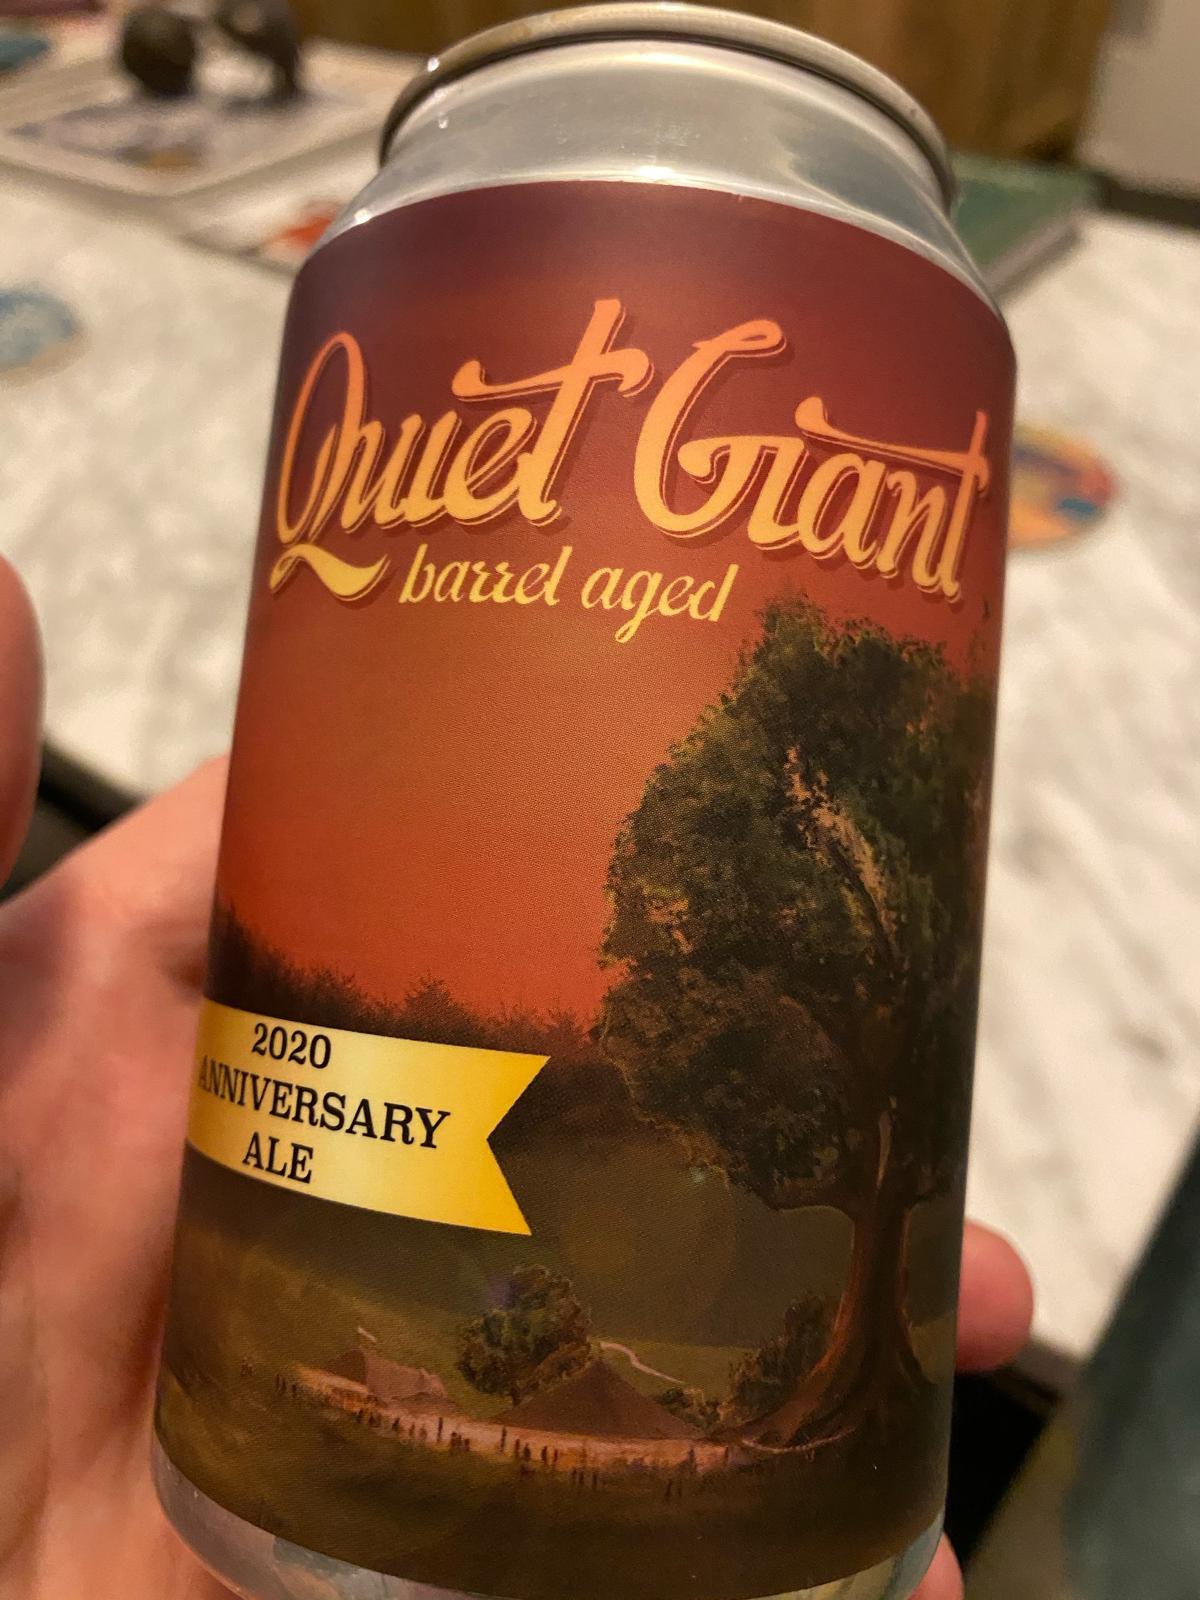 Quiet Giant
barrel aged
2020
ANNIVERSARY
ALE